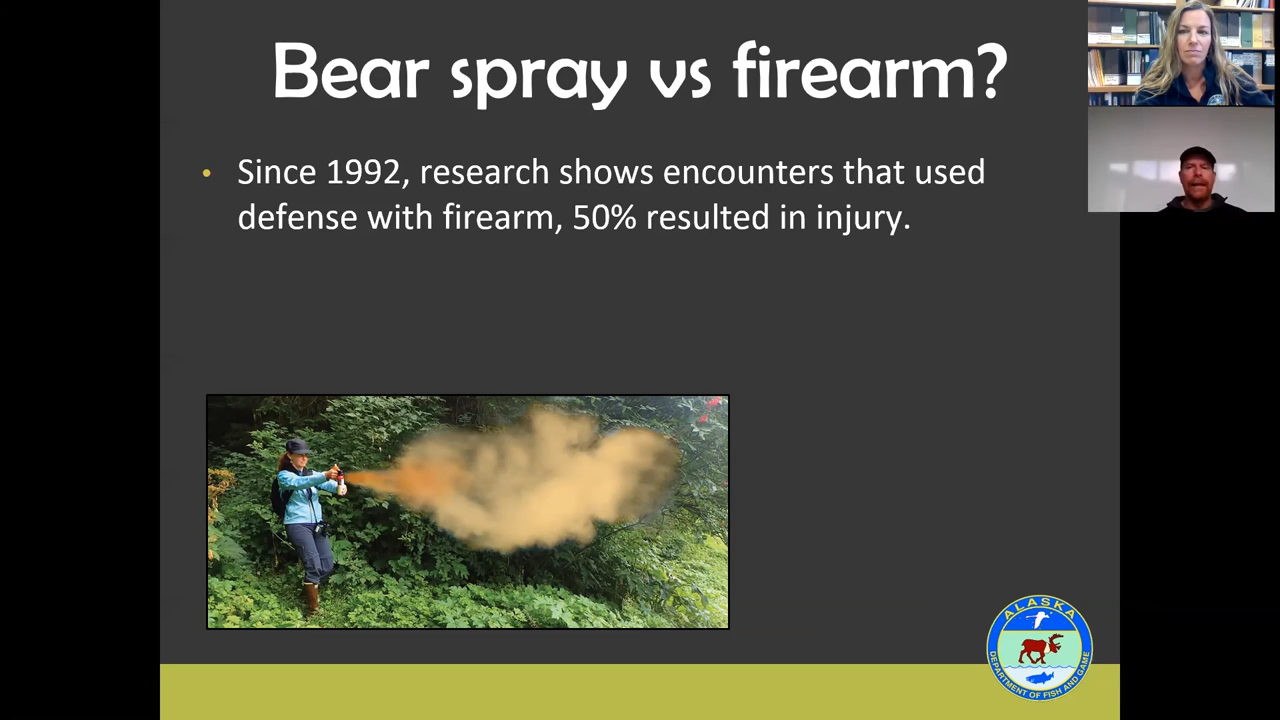 Bear spray vs firearm?
• Since 1992, research shows encounters that used
defense with firearm, 50% resulted in injury.
ALASKA
DEPARTMENT OF FISH AND GAME